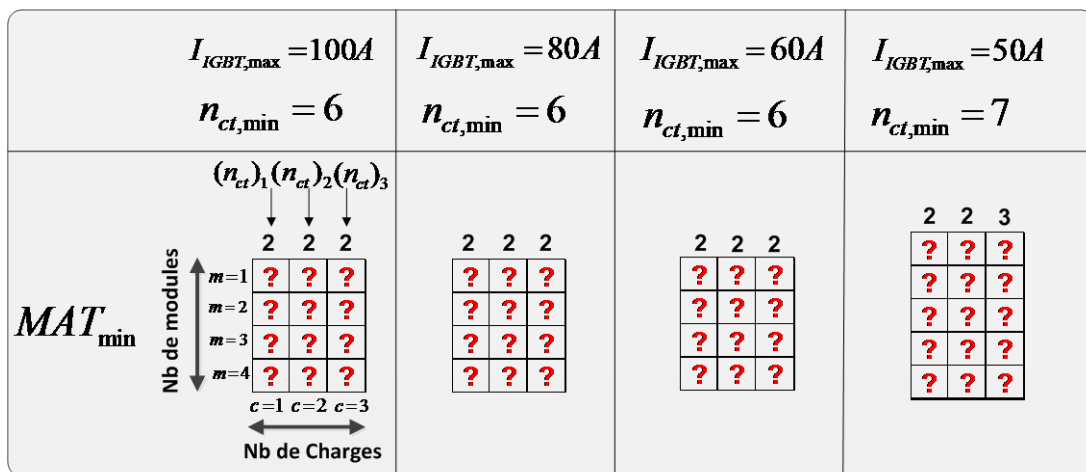 I_IGBT,max = 100A
n_ct,min = 6
I_IGBT,max = 80A
n_ct,min = 6
I_IGBT,max = 60A
n_ct,min = 6
I_IGBT,max = 50A
n_ct,min = 7
MAT_min
(n_ct)_1 (n_ct)_2 (n_ct)_3
2 2 2
Nb de modules
m=1 ? ? ?
m=2 ? ? ?
m=3 ? ? ?
m=4 ? ? ?
c=1 c=2 c=3
Nb de Charges
2 2 2
? ? ?
? ? ?
? ? ?
? ? ?
2 2 2
? ? ?
? ? ?
? ? ?
? ? ?
2 2 3
? ? ?
? ? ?
? ? ?
? ? ?
? ? ?